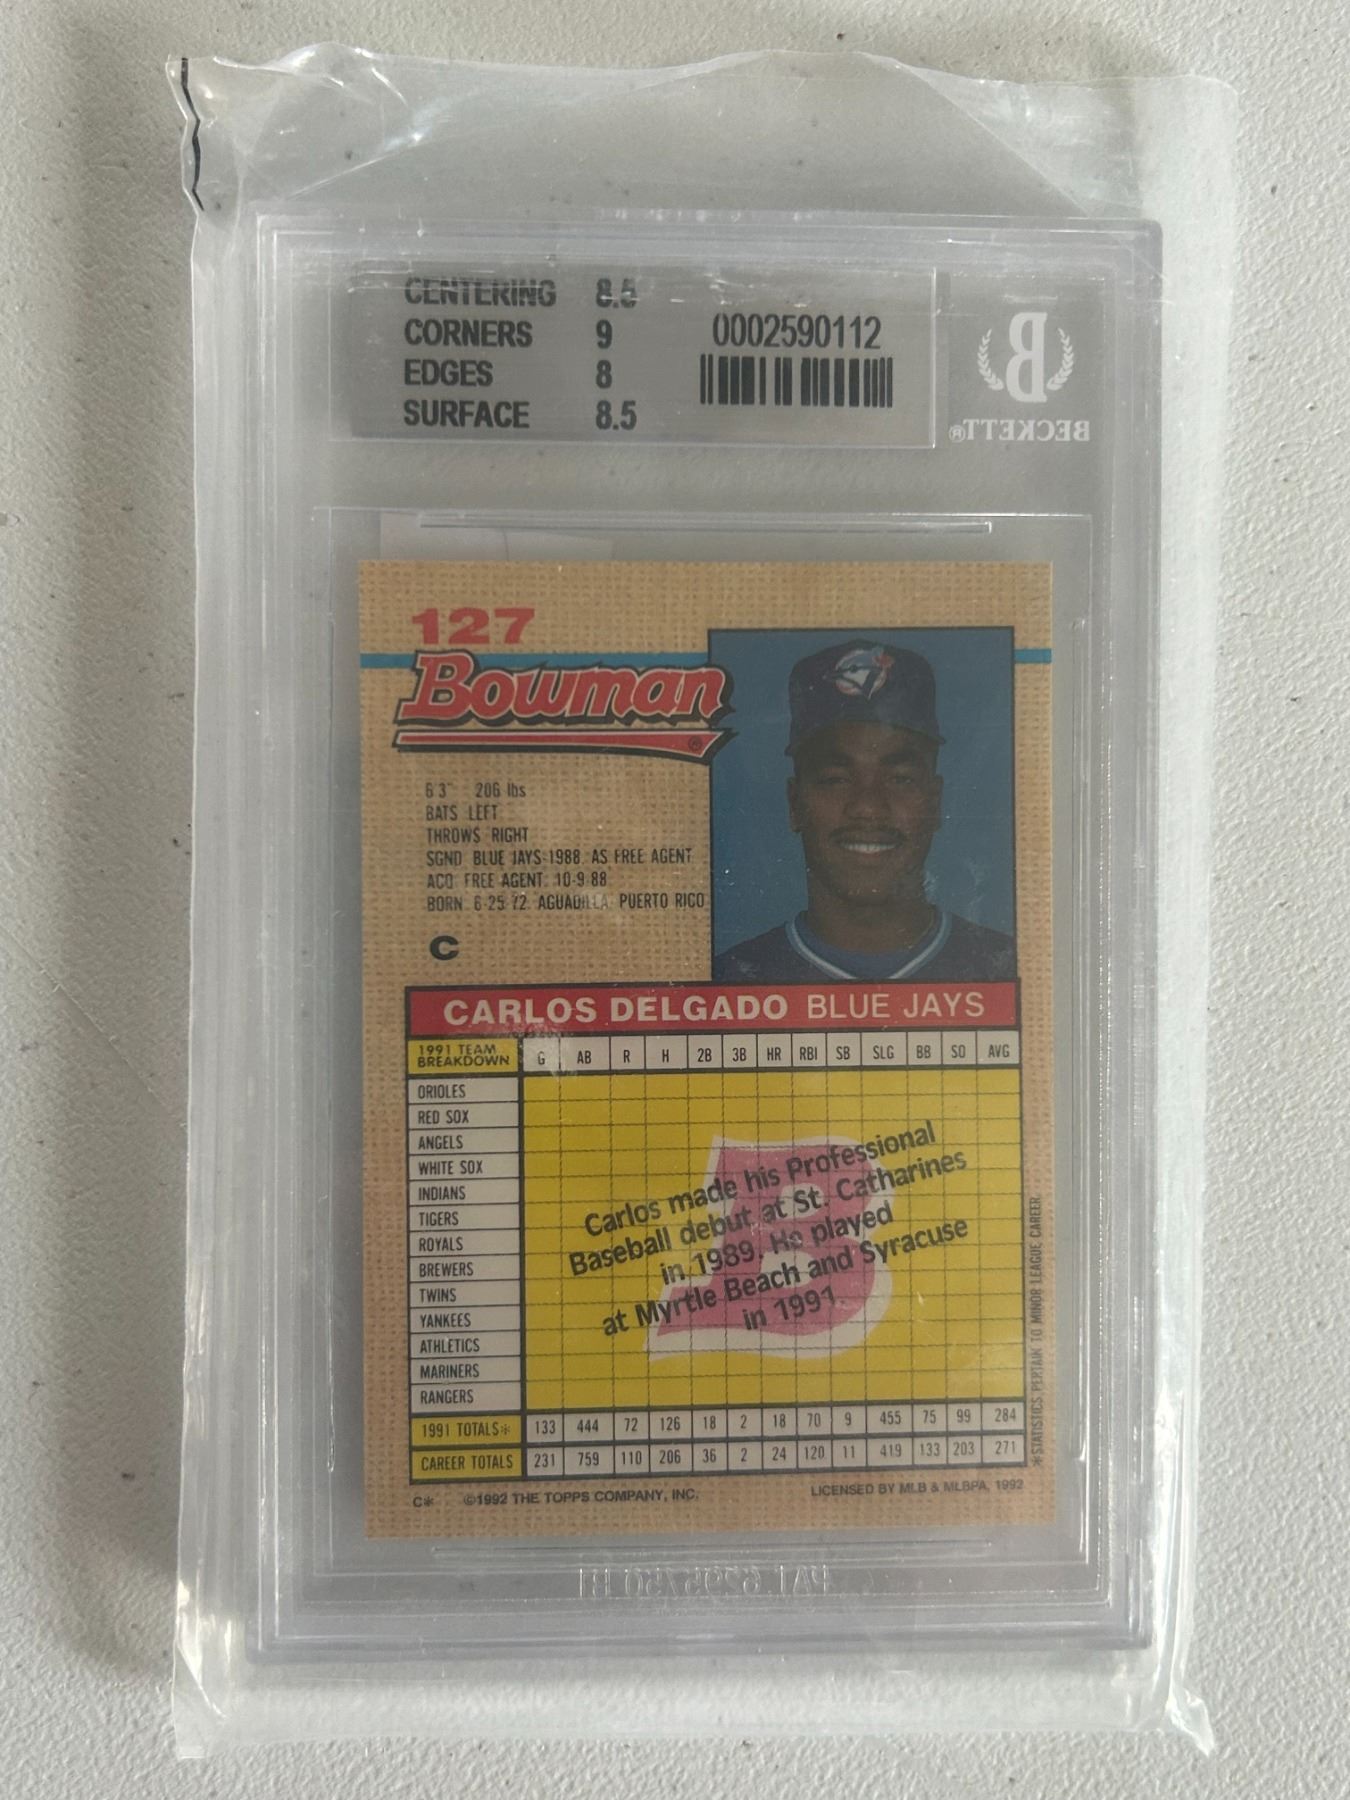 CENTERING 8.5
CORNERS 9
EDGES 8
SURFACE 8.5
0002590112
BECKETT®
127
Bowman®
6'3" 206 lbs
BATS LEFT
THROWS RIGHT
SGND BLUE JAYS-1988 AS FREE AGENT
ACQ FREE AGENT, 10-9-88
BORN 6-25-72, AGUADILLA, PUERTO RICO
C
CARLOS DELGADO BLUE JAYS
1991 TEAM BREAKDOWN G AB R H 2B 3B HR RBI SB SLG BB SO AVG
ORIOLES
RED SOX
ANGELS
WHITE SOX
INDIANS
TIGERS
ROYALS
BREWERS
TWINS
YANKEES
ATHLETICS
MARINERS
RANGERS
Carlos made his Professional
Baseball debut at St. Catharines
in 1989. He played
at Myrtle Beach and Syracuse
in 1991.
1991 TOTALS* 133 444 72 126 18 2 18 70 9 455 75 99 284
CAREER TOTALS 231 759 110 206 36 2 24 120 11 419 133 203 271
*STATISTICS PERTAIN TO MINOR LEAGUE CAREER.
C* ©1992 THE TOPPS COMPANY, INC. LICENSED BY MLB & MLBPA, 1992